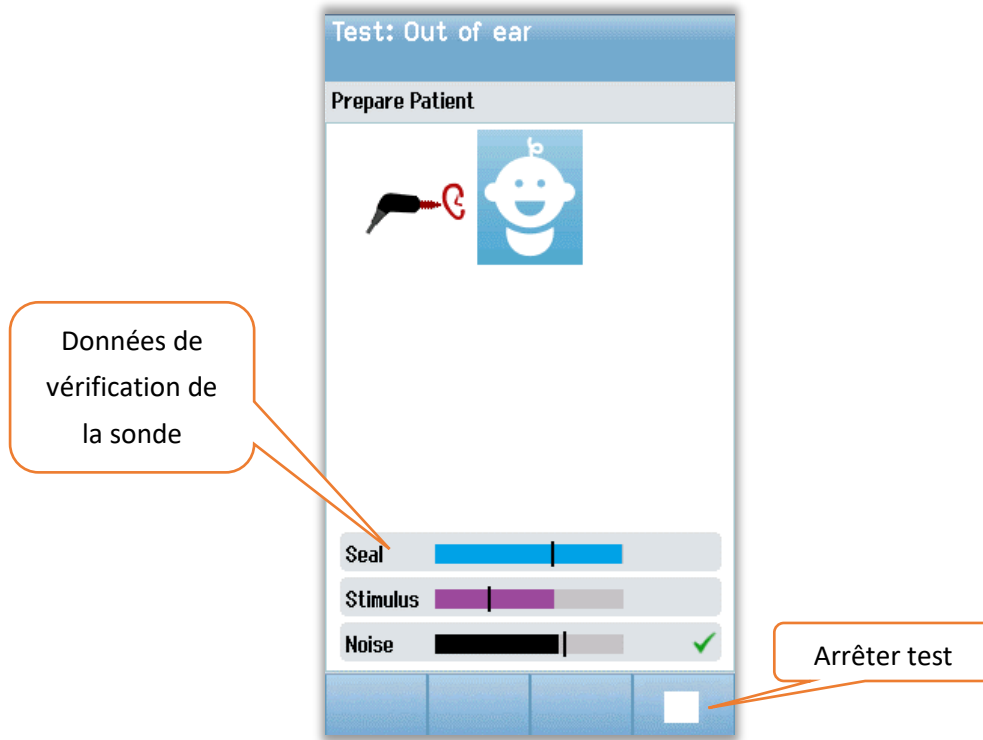 Test: Out of ear
Prepare Patient
Données de
vérification de
la sonde
Seal
Stimulus
Noise
Arrêter test